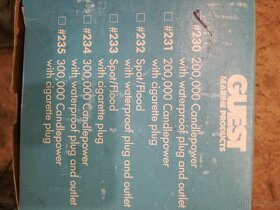 GUEST
MARINE PRODUCTS
#230 200,000 Candlepower
with waterproof plug and outlet
#231 200,000 Candlepower
with cigarette plug
#232 Spot/Flood
with waterproof plug and outlet
#233 Spot/Flood
with cigarette plug
#234 300,000 Candlepower
with waterproof plug and outlet
#235 300,000 Candlepower
with cigarette plug